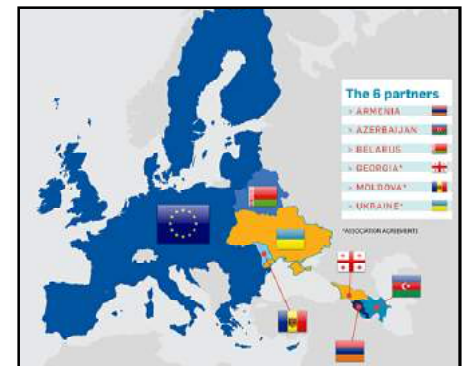 The 6 partners
> ARMENIA
> AZERBAIJAN
> BELARUS
> GEORGIA*
> MOLDOVA*
> UKRAINE*
*ASSOCIATION AGREEMENTS